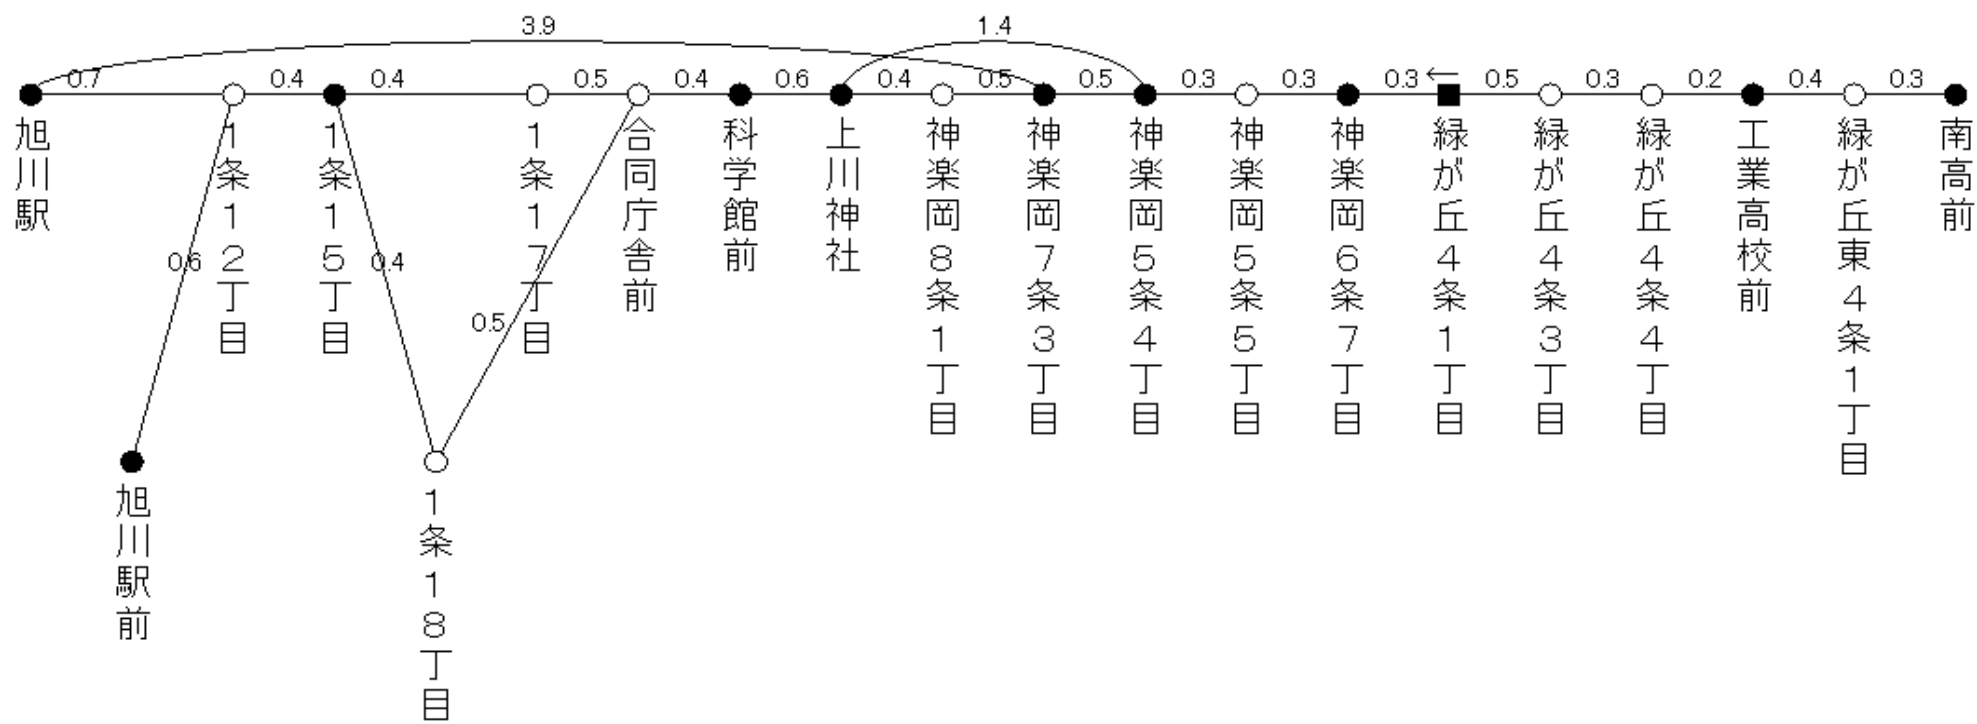 3.9
1.4
0.7
0.4
0.4
0.5
0.4
0.6
0.4
0.5
0.5
0.3
0.3
0.3
←
0.5
0.3
0.2
0.4
0.3
旭川駅
1条12丁目
1条15丁目
1条17丁目
合同庁舎前
科学館前
上川神社
神楽岡8条1丁目
神楽岡7条3丁目
神楽岡5条4丁目
神楽岡5条5丁目
神楽岡6条7丁目
緑が丘4条1丁目
緑が丘4条3丁目
緑が丘4条4丁目
工業高校前
緑が丘東4条1丁目
南高前
0.6
0.4
0.5
旭川駅前
1条18丁目